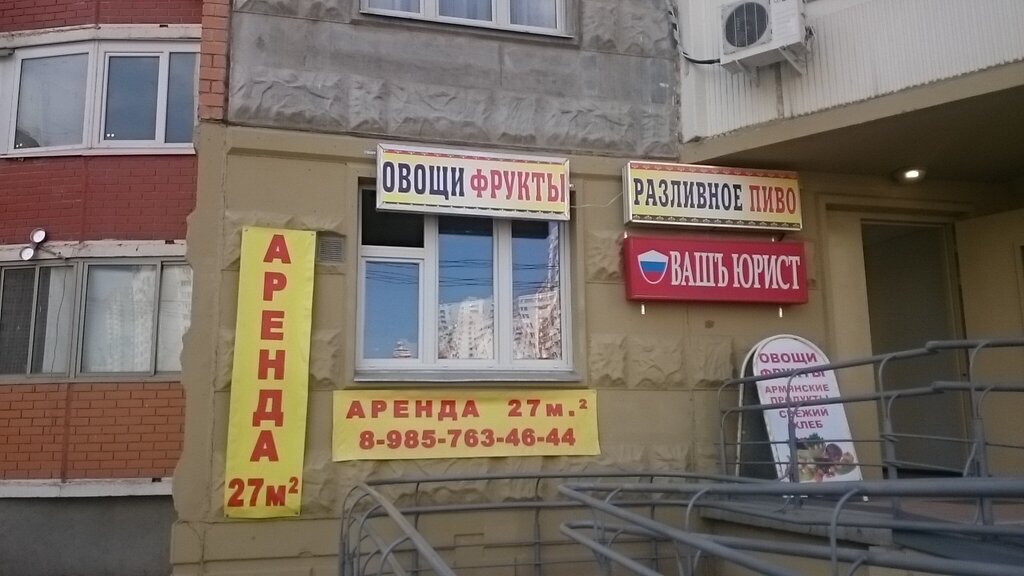 ОВОЩИ ФРУКТЫ
РАЗЛИВНОЕ ПИВО
ВАШЪ ЮРИСТ
АРЕНДА
27м²
АРЕНДА 27м.²
8-985-763-46-44
ОВОЩИ
ФРУКТЫ
АРМЯНСКИЕ
ПРОДУКТЫ
СВЕЖИЙ
ХЛЕБ